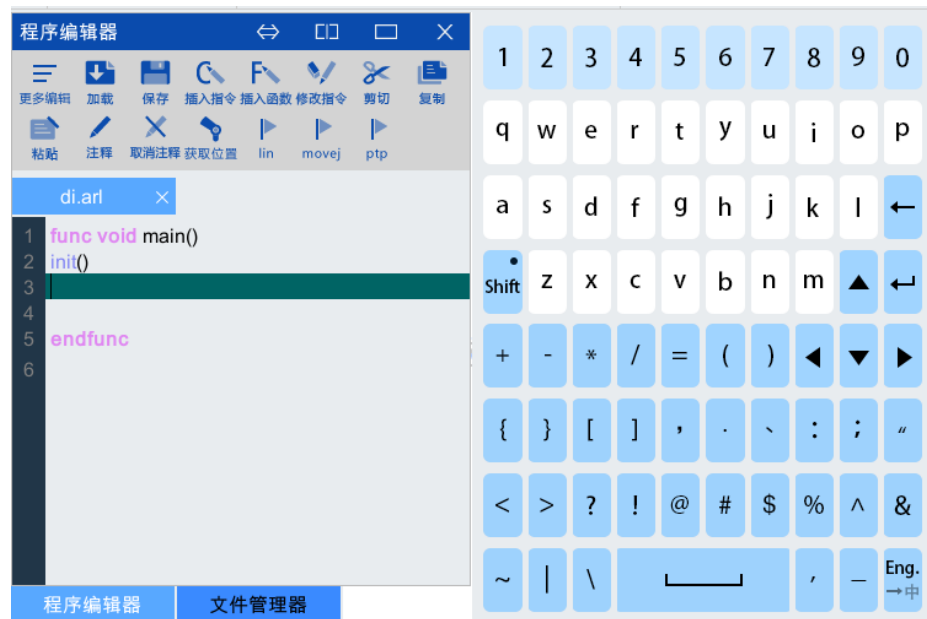 程序编辑器
更多编辑 加载 保存 插入指令 插入函数 修改指令 剪切 复制
粘贴 注释 取消注释 获取位置 lin movej ptp
di.arl
1 func void main()
2 init()
3
4
5 endfunc
6
程序编辑器 文件管理器
1 2 3 4 5 6 7 8 9 0
q w e r t y u i o p
a s d f g h j k l ←
Shift z x c v b n m ▲ ↵
+ - * / = ( ) ◀ ▼ ▶
{ } [ ] , . 、 : ; "
< > ? ! @ # $ % ^ &
~ | \ ' _ Eng.
→中